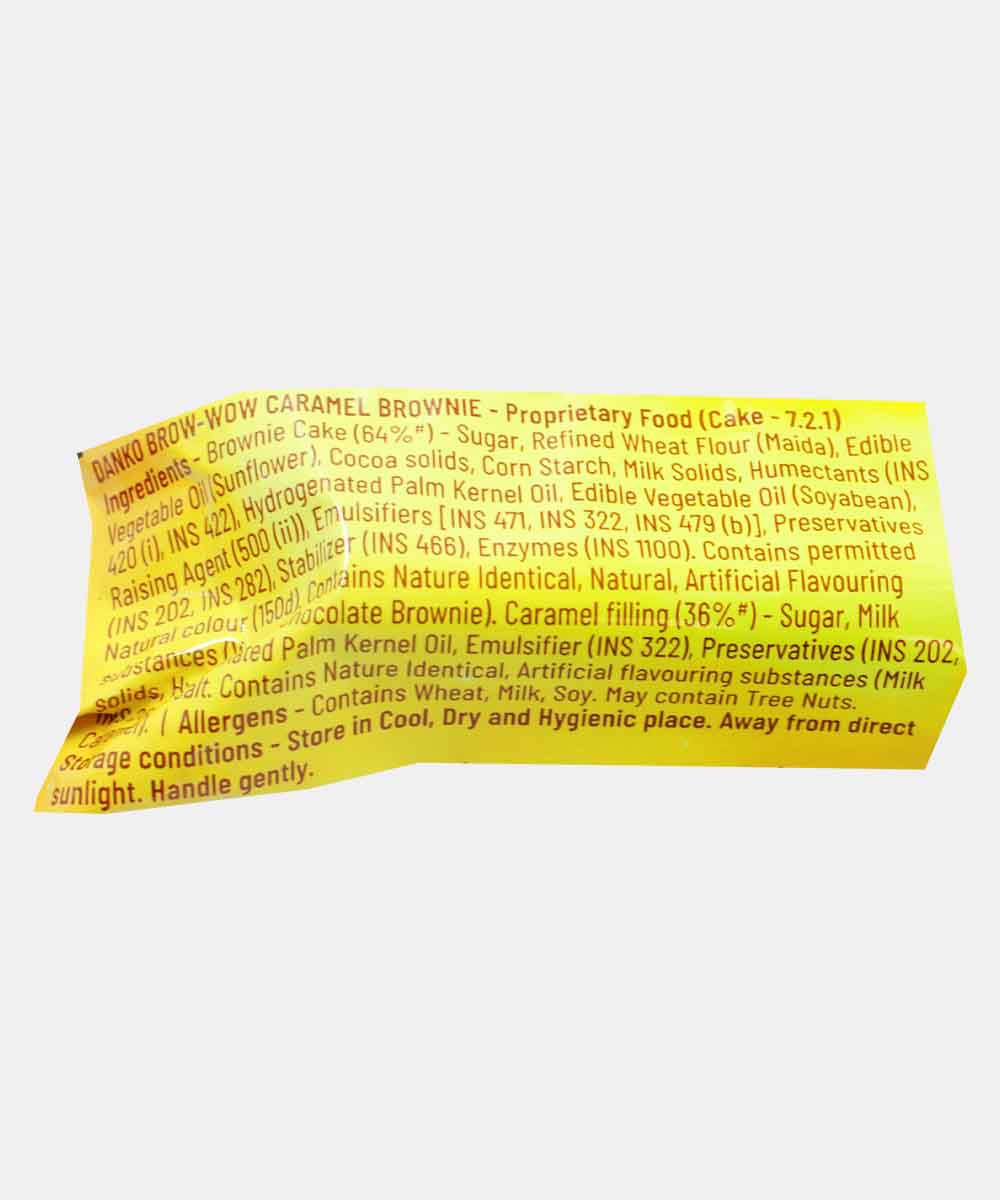 DANKO BROW-WOW CARAMEL BROWNIE - Proprietary Food (Cake - 7.2.1)
Ingredients - Brownie Cake (64%#) - Sugar, Refined Wheat Flour (Maida), Edible
Vegetable Oil (Sunflower), Cocoa solids, Corn Starch, Milk Solids, Humectants (INS
420 (i), INS 422), Hydrogenated Palm Kernel Oil, Edible Vegetable Oil (Soyabean),
Raising Agent (500 (ii)), Emulsifiers [INS 471, INS 322, INS 479 (b)], Preservatives
(INS 202, INS 282), Stabilizer (INS 466), Enzymes (INS 1100). Contains permitted
Natural colour (150d). Contains Nature Identical, Natural, Artificial Flavouring
substances Brownie). Caramel filling (36%#) - Sugar, Milk
solids, Palm Kernel Oil, Emulsifier (INS 322), Preservatives (INS 202,
Contains Nature Identical, Artificial flavouring substances (Milk
Allergens - Contains Wheat, Milk, Soy. May contain Tree Nuts.
Storage conditions - Store in Cool, Dry and Hygienic place. Away from direct
sunlight. Handle gently.